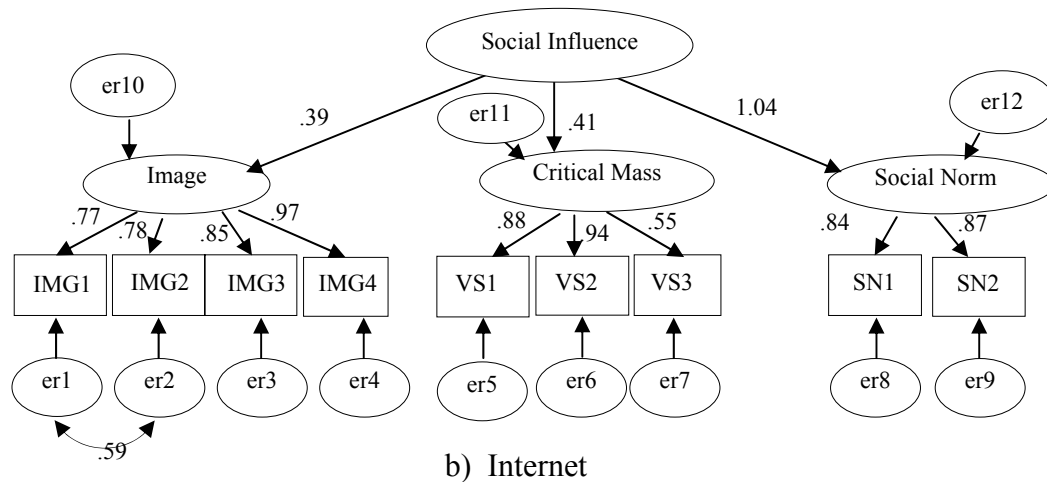 Social Influence
er10
er11
er12
.39
.41
1.04
Image
Critical Mass
Social Norm
.77
.78
.85
.97
.88
.94
.55
.84
.87
IMG1
IMG2
IMG3
IMG4
VS1
VS2
VS3
SN1
SN2
er1
er2
er3
er4
er5
er6
er7
er8
er9
.59
b) Internet